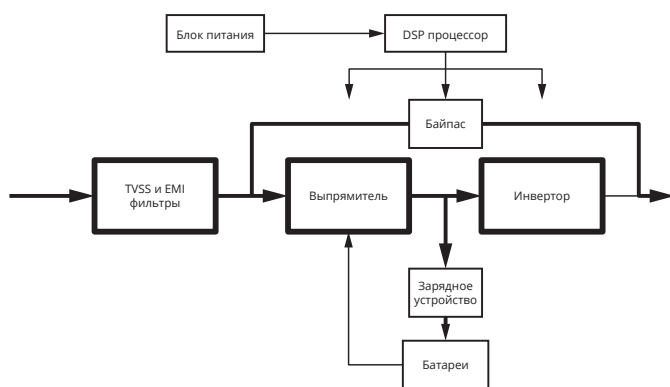 Блок питания
DSP процессор
Байпас
TVSS и EMI
фильтры
Выпрямитель
Инвертор
Зарядное
устройство
Батареи